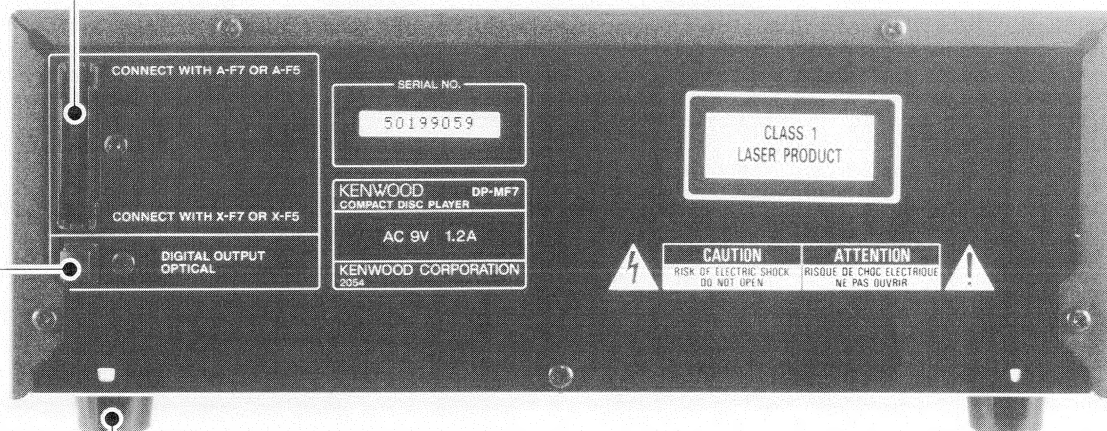 CONNECT WITH A-F7 OR A-F5
CONNECT WITH X-F7 OR X-F5
DIGITAL OUTPUT
OPTICAL
SERIAL NO.
50199059
KENWOOD DP-MF7
COMPACT DISC PLAYER
AC 9V 1.2A
KENWOOD CORPORATION
2054
CLASS 1
LASER PRODUCT
CAUTION
RISK OF ELECTRIC SHOCK
DO NOT OPEN
ATTENTION
RISQUE DE CHOC ELECTRIQUE
NE PAS OUVRIR